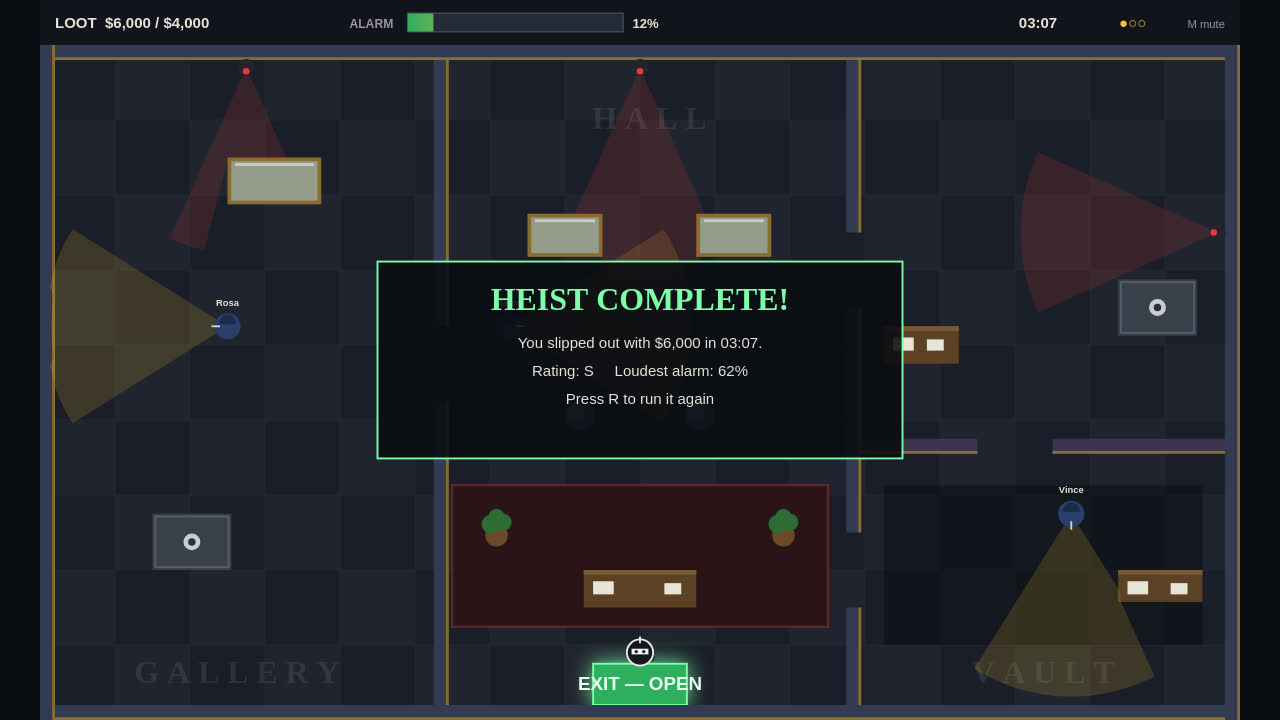 LOOT $6,000 / $4,000 ALARM 12% 03:07 M mute
HALL
Rosa
HEIST COMPLETE!
You slipped out with $6,000 in 03:07.
Rating: S Loudest alarm: 62%
Press R to run it again
Vince
GALLERY
VAULT
EXIT — OPEN